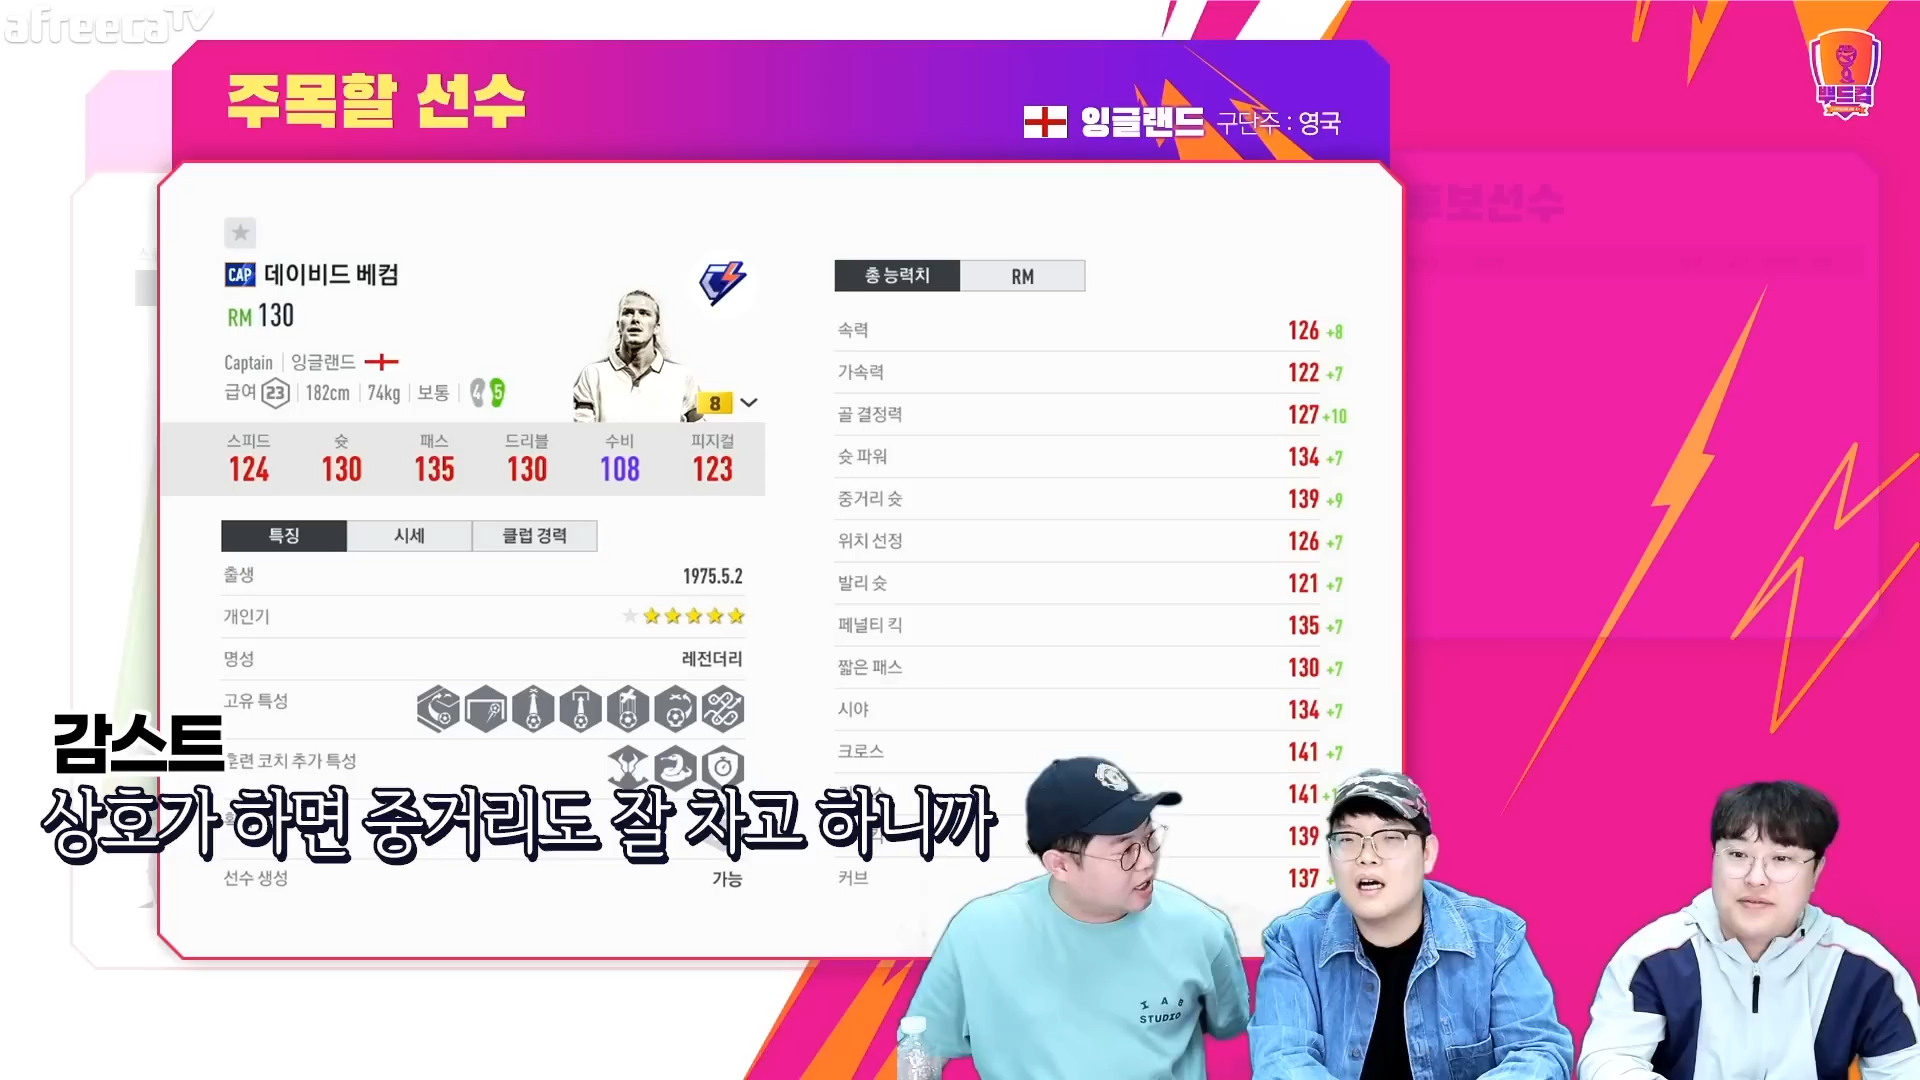 afreecaTV
주목할 선수
잉글랜드 구단주 : 영국
뿌드컵
후보선수
CAP 데이비드 베컴
RM 130
Captain 잉글랜드
급여 23 182cm 74kg 보통 4 5
8
스피드 슛 패스 드리블 수비 피지컬
124 130 135 130 108 123
특징 시세 클럽 경력
출생 1975.5.2
개인기
명성 레전더리
고유 특성
훈련 코치 추가 특성
선수 생성 가능
총 능력치 RM
속력 126 +8
가속력 122 +7
골 결정력 127 +10
슛 파워 134 +7
중거리 슛 139 +9
위치 선정 126 +7
발리 슛 121 +7
페널티 킥 135 +7
짧은 패스 130 +7
시야 134 +7
크로스 141 +7
141
139
커브 137
감스트
상호가 하면 중거리도 잘 차고 하니까
IAB
STUDIO